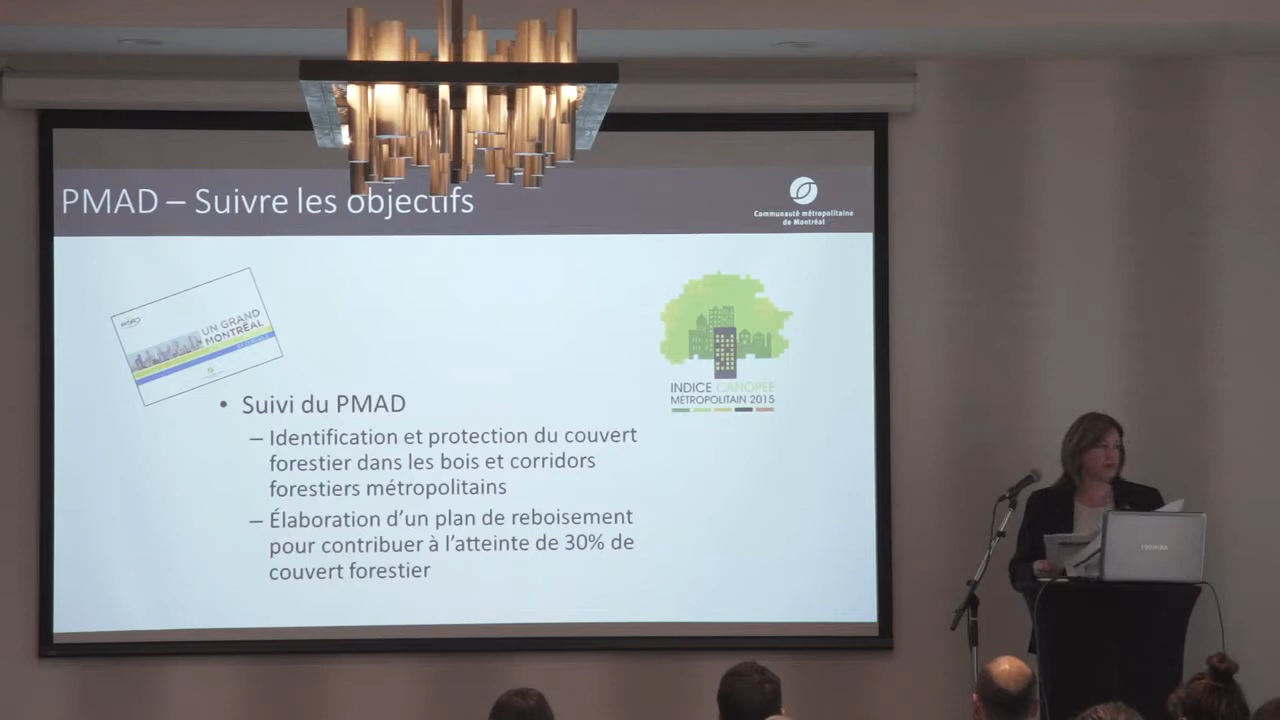 PMAD – Suivre les objectifs
Communauté métropolitaine
de Montréal
UN GRAND
MONTRÉAL
INDICE CANOPÉE
MÉTROPOLITAIN 2015
• Suivi du PMAD
– Identification et protection du couvert
forestier dans les bois et corridors
forestiers métropolitains
– Élaboration d’un plan de reboisement
pour contribuer à l’atteinte de 30% de
couvert forestier
TOSHIBA